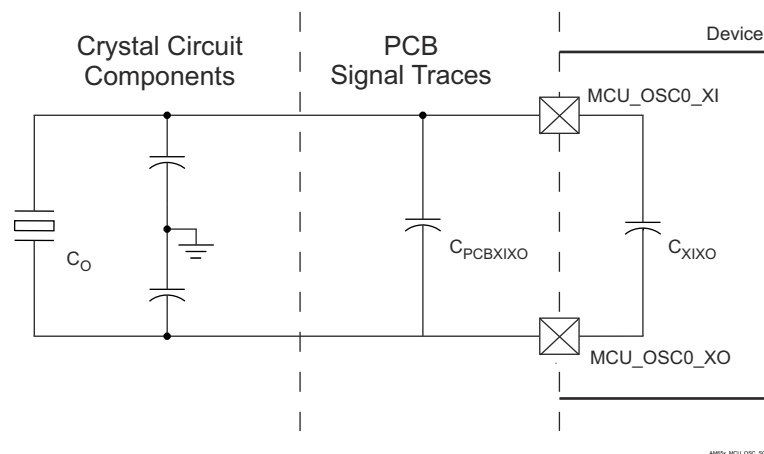 Crystal Circuit
Components
PCB
Signal Traces
Device
MCU_OSC0_XI
C_O
C_PCBXIXO
C_XIXO
MCU_OSC0_XO